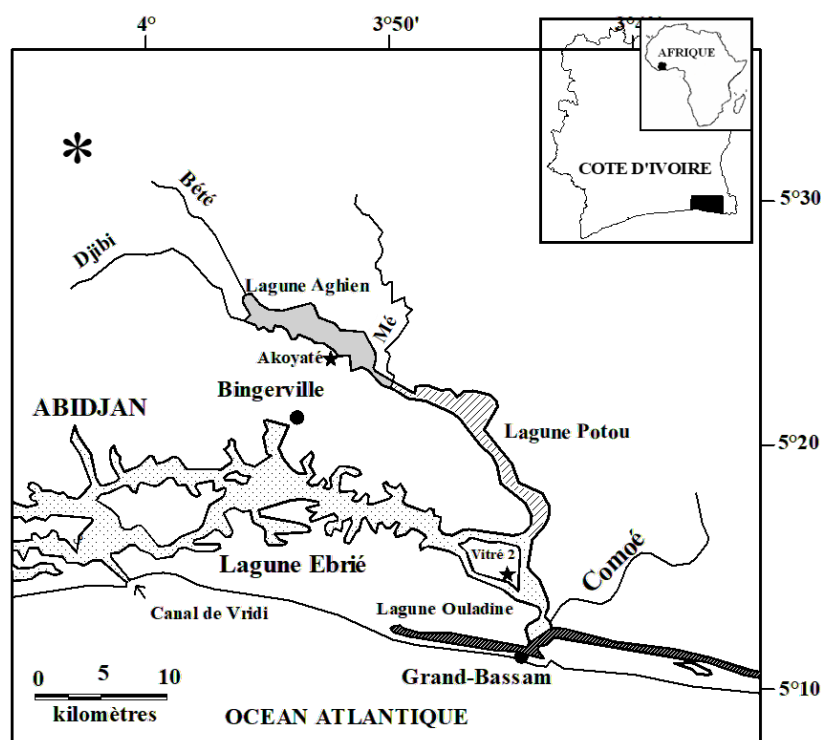 4°
3°50'
AFRIQUE
COTE D'IVOIRE
5°30
Bété
Djibi
Lagune Aghien
Mé
Akoyaté
Bingerville
ABIDJAN
Lagune Potou
5°20
Vitré 2
Comoé
Lagune Ebrié
Canal de Vridi
Lagune Ouladine
Grand-Bassam
0 5 10
kilomètres
OCEAN ATLANTIQUE
5°10